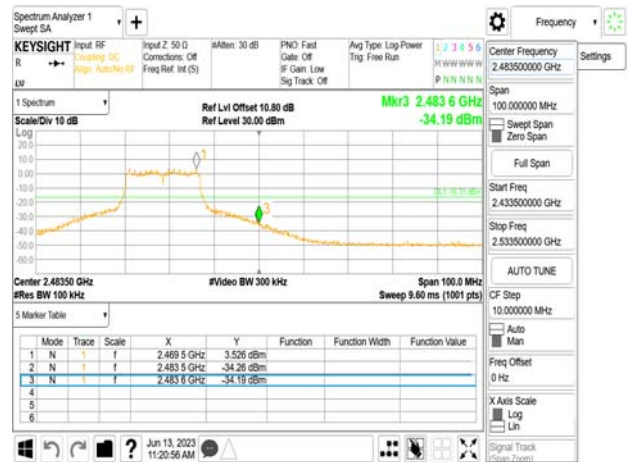 Spectrum Analyzer 1
Swept SA
+
Frequency
KEYSIGHT
R
Input: RF
Coupling: DC
Align: Auto/No RF
Input Z: 50 Ω
Corrections: Off
Freq Ref: Int (S)
#Atten: 30 dB
PNO: Fast
Gate: Off
IF Gain: Low
Sig Track: Off
Avg Type: Log-Power
Trig: Free Run
1 2 3 4 5 6
M W W W W W
P N N N N N
Center Frequency
2.483500000 GHz
Settings
Span
100.000000 MHz
Swept Span
Zero Span
Full Span
Start Freq
2.433500000 GHz
Stop Freq
2.533500000 GHz
AUTO TUNE
CF Step
10.000000 MHz
Auto
Man
Freq Offset
0 Hz
X Axis Scale
Log
Lin
Signal Track
(Span Zoom)
1 Spectrum
Scale/Div 10 dB
Ref Lvl Offset 10.80 dB
Ref Level 30.00 dBm
Mkr3 2.483 6 GHz
-34.19 dBm
Log
20.0
10.0
0.00
-10.0
-20.0
-30.0
-40.0
-50.0
-60.0
1
3
Center 2.48350 GHz
#Res BW 100 kHz
#Video BW 300 kHz
Span 100.0 MHz
Sweep 9.60 ms (1001 pts)
5 Marker Table
Mode Trace Scale X Y Function Function Width Function Value
1 N 1 f 2.469 5 GHz 3.526 dBm
2 N 1 f 2.483 5 GHz -34.26 dBm
3 N 1 f 2.483 6 GHz -34.19 dBm
4
5
6
?
Jun 13, 2023
11:20:56 AM